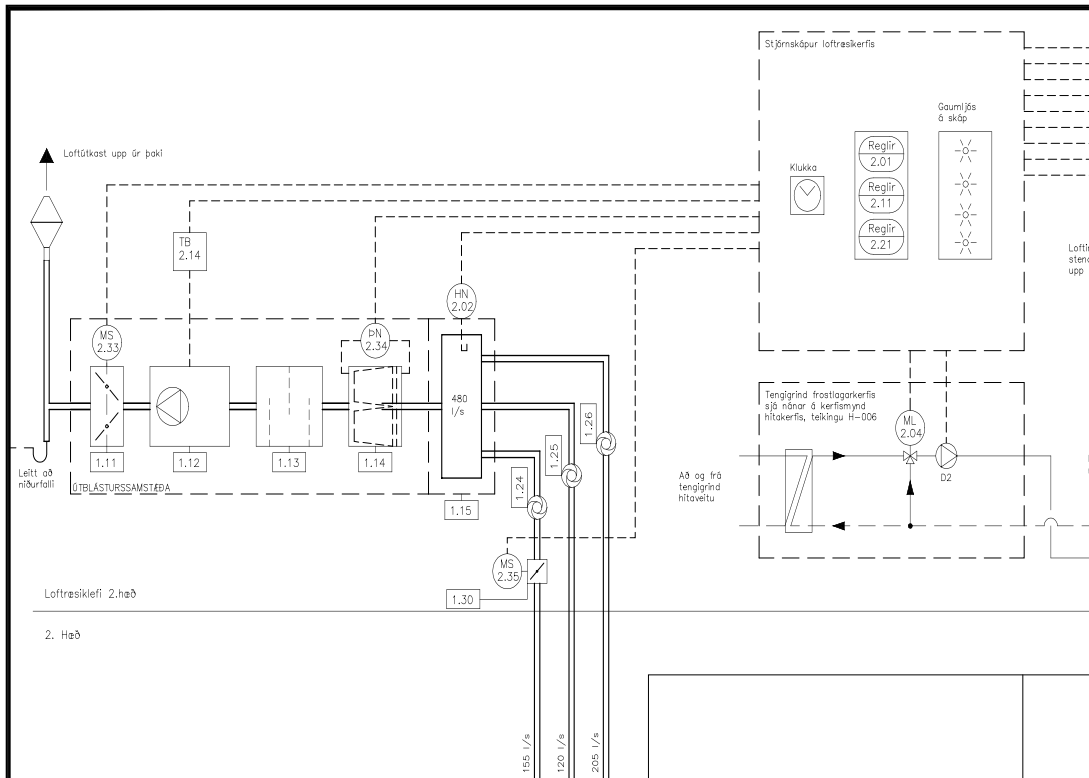 Stjórnskápur loftræsikerfis
Gaumljós
á skáp
Klukka
Reglir
2.01
Reglir
2.11
Reglir
2.21
Loftútkast upp úr þaki
TB
2.14
HN
2.02
MS
2.33
ÞN
2.34
480
l/s
1.11
1.12
1.13
1.14
1.15
1.24
1.25
1.26
Leitt að
niðurfalli
ÚTBLÁSTURSSAMSTÆÐA
MS
2.35
1.30
Tengigrind frostlagarkerfis
sjá nánar á kerfismynd
hitakerfis, teikingu H-006
ML
2.04
D2
Að og frá
tengigrind
hitaveitu
upp
Loftræsiklefi 2.hæð
2. Hæð
155 l/s
120 l/s
205 l/s